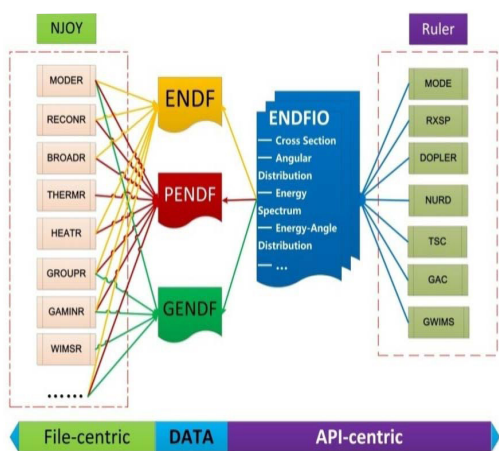 NJOY
MODER
RECONR
BROADR
THERMR
HEATR
GROUPR
GAMINR
WIMSR
......
ENDF
PENDF
GENDF
ENDFIO
— Cross Section
— Angular
Distribution
— Energy
Spectrum
— Energy-Angle
Distribution
— ...
Ruler
MODE
RXSP
DOPLER
NURD
TSC
GAC
GWIMS
File-centric
DATA
API-centric